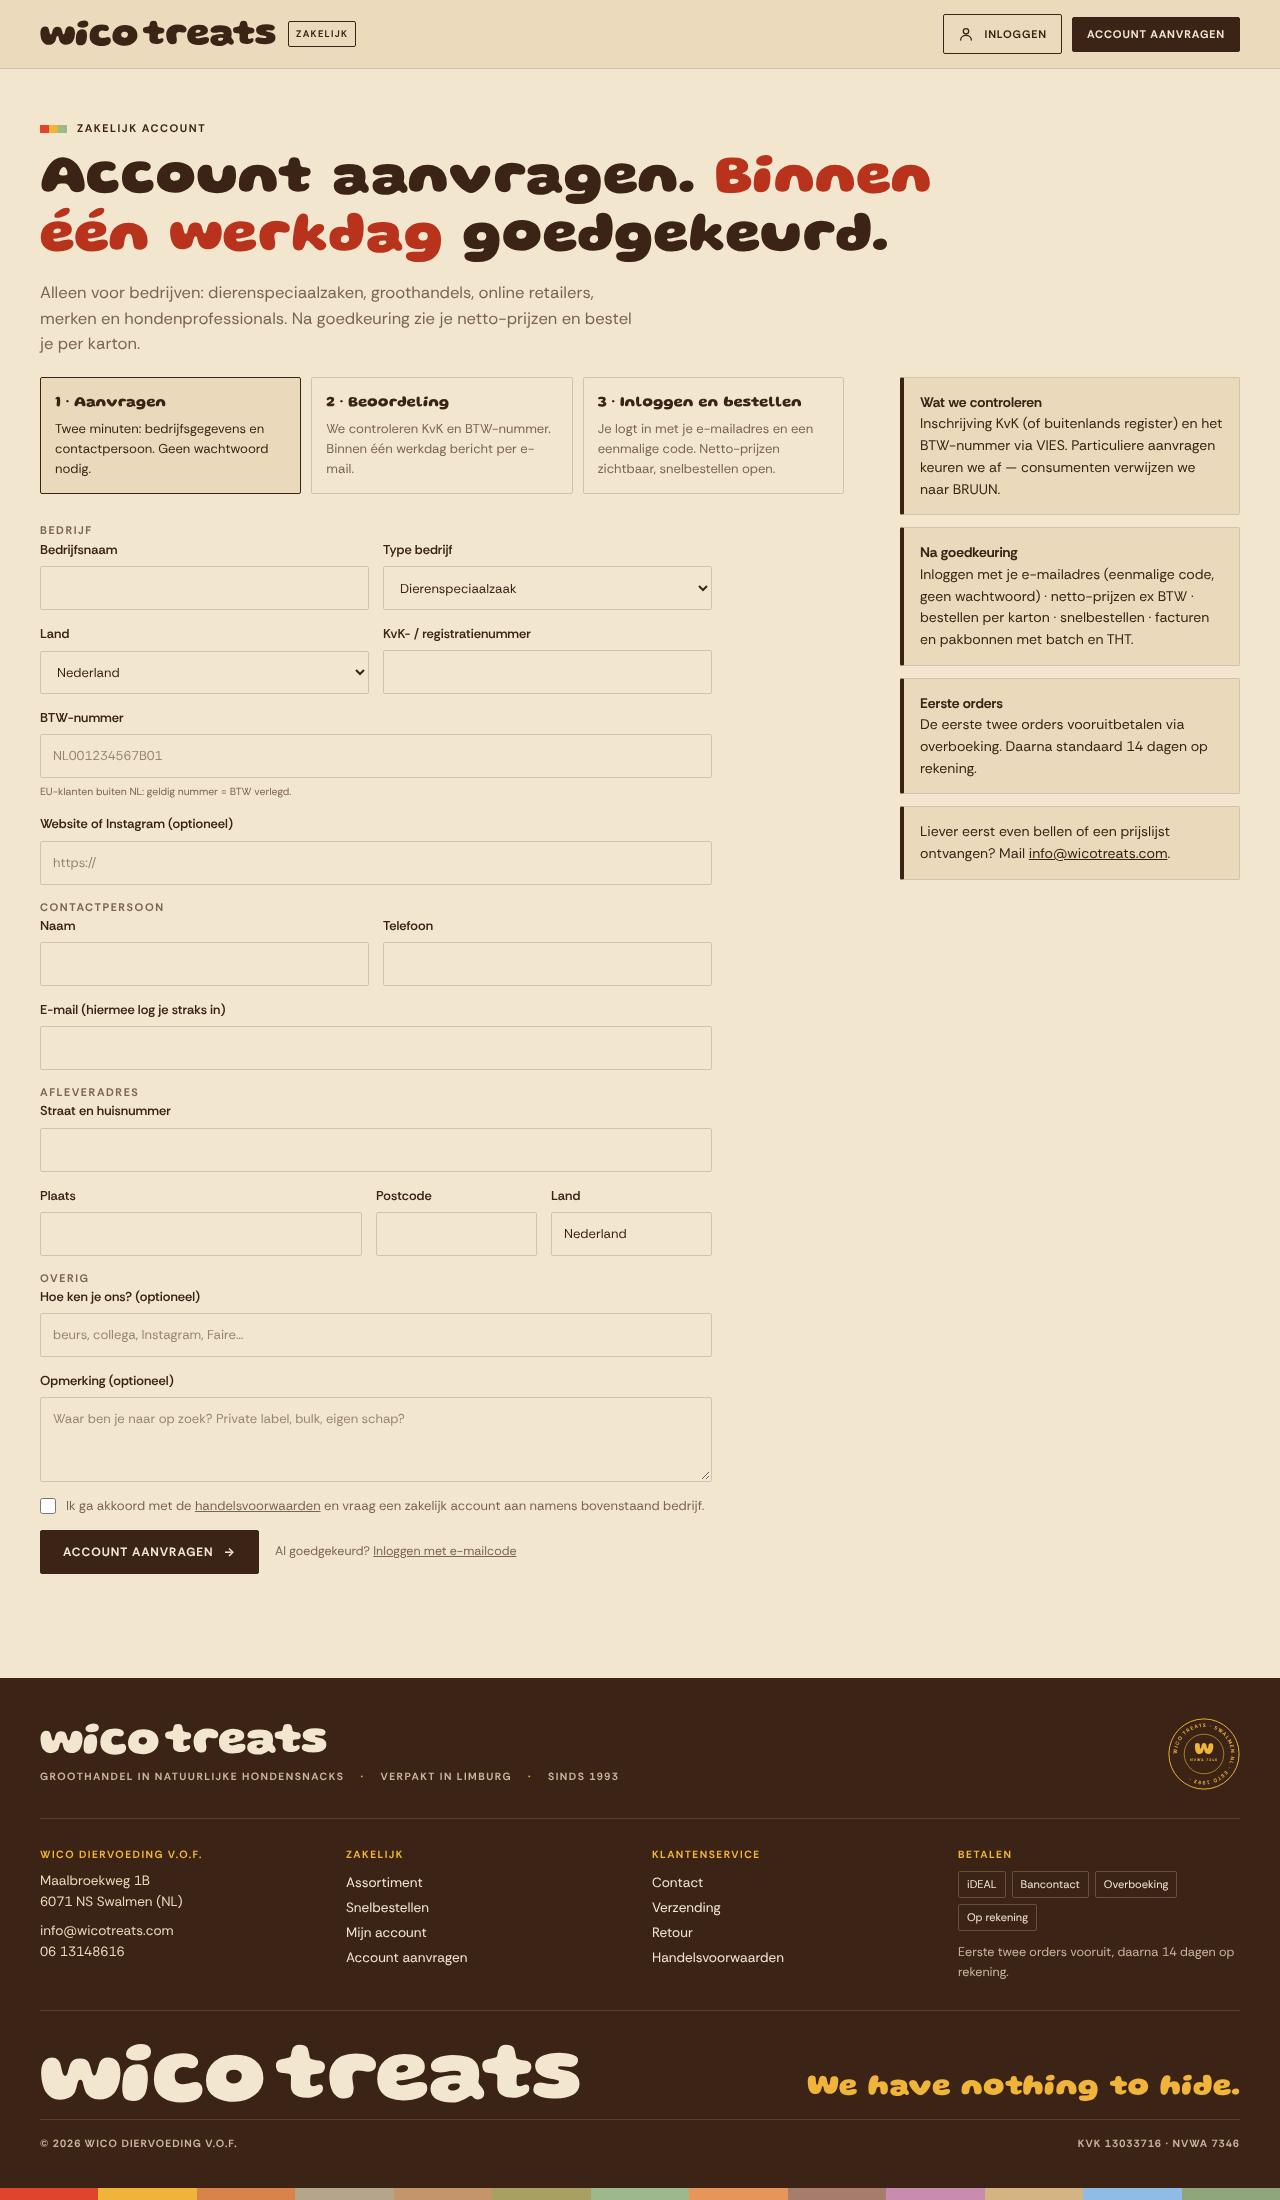 wico treats
ZAKELIJK
INLOGGEN
ACCOUNT AANVRAGEN
ZAKELIJK ACCOUNT
Account aanvragen. Binnen
één werkdag goedgekeurd.
Alleen voor bedrijven: dierenspeciaalzaken, groothandels, online retailers,
merken en hondenprofessionals. Na goedkeuring zie je netto-prijzen en bestel
je per karton.
1 · Aanvragen
Twee minuten: bedrijfsgegevens en
contactpersoon. Geen wachtwoord
nodig.
2 · Beoordeling
We controleren KvK en BTW-nummer.
Binnen één werkdag bericht per e-
mail.
3 · Inloggen en bestellen
Je logt in met je e-mailadres en een
eenmalige code. Netto-prijzen
zichtbaar, snelbestellen open.
BEDRIJF
Bedrijfsnaam
Type bedrijf
Dierenspeciaalzaak
Land
KvK- / registratienummer
Nederland
BTW-nummer
NL001234567B01
EU-klanten buiten NL: geldig nummer = BTW verlegd.
Website of Instagram (optioneel)
https://
CONTACTPERSOON
Naam
Telefoon
E-mail (hiermee log je straks in)
AFLEVERADRES
Straat en huisnummer
Plaats
Postcode
Land
Nederland
OVERIG
Hoe ken je ons? (optioneel)
beurs, collega, Instagram, Faire…
Opmerking (optioneel)
Waar ben je naar op zoek? Private label, bulk, eigen schap?
Ik ga akkoord met de handelsvoorwaarden en vraag een zakelijk account aan namens bovenstaand bedrijf.
ACCOUNT AANVRAGEN →
Al goedgekeurd? Inloggen met e-mailcode
Wat we controleren
Inschrijving KvK (of buitenlands register) en het
BTW-nummer via VIES. Particuliere aanvragen
keuren we af — consumenten verwijzen we
naar BRUUN.
Na goedkeuring
Inloggen met je e-mailadres (eenmalige code,
geen wachtwoord) · netto-prijzen ex BTW ·
bestellen per karton · snelbestellen · facturen
en pakbonnen met batch en THT.
Eerste orders
De eerste twee orders vooruitbetalen via
overboeking. Daarna standaard 14 dagen op
rekening.
Liever eerst even bellen of een prijslijst
ontvangen? Mail info@wicotreats.com.
wico treats
GROOTHANDEL IN NATUURLIJKE HONDENSNACKS · VERPAKT IN LIMBURG · SINDS 1993
WICO TREATS · SWALMEN NL · ESTD 1993
W
NVWA 7346
WICO DIERVOEDING V.O.F.
Maalbroekweg 1B
6071 NS Swalmen (NL)
info@wicotreats.com
06 13148616
ZAKELIJK
Assortiment
Snelbestellen
Mijn account
Account aanvragen
KLANTENSERVICE
Contact
Verzending
Retour
Handelsvoorwaarden
BETALEN
iDEAL
Bancontact
Overboeking
Op rekening
Eerste twee orders vooruit, daarna 14 dagen op
rekening.
wico treats
We have nothing to hide.
© 2026 WICO DIERVOEDING V.O.F.
KVK 13033716 · NVWA 7346